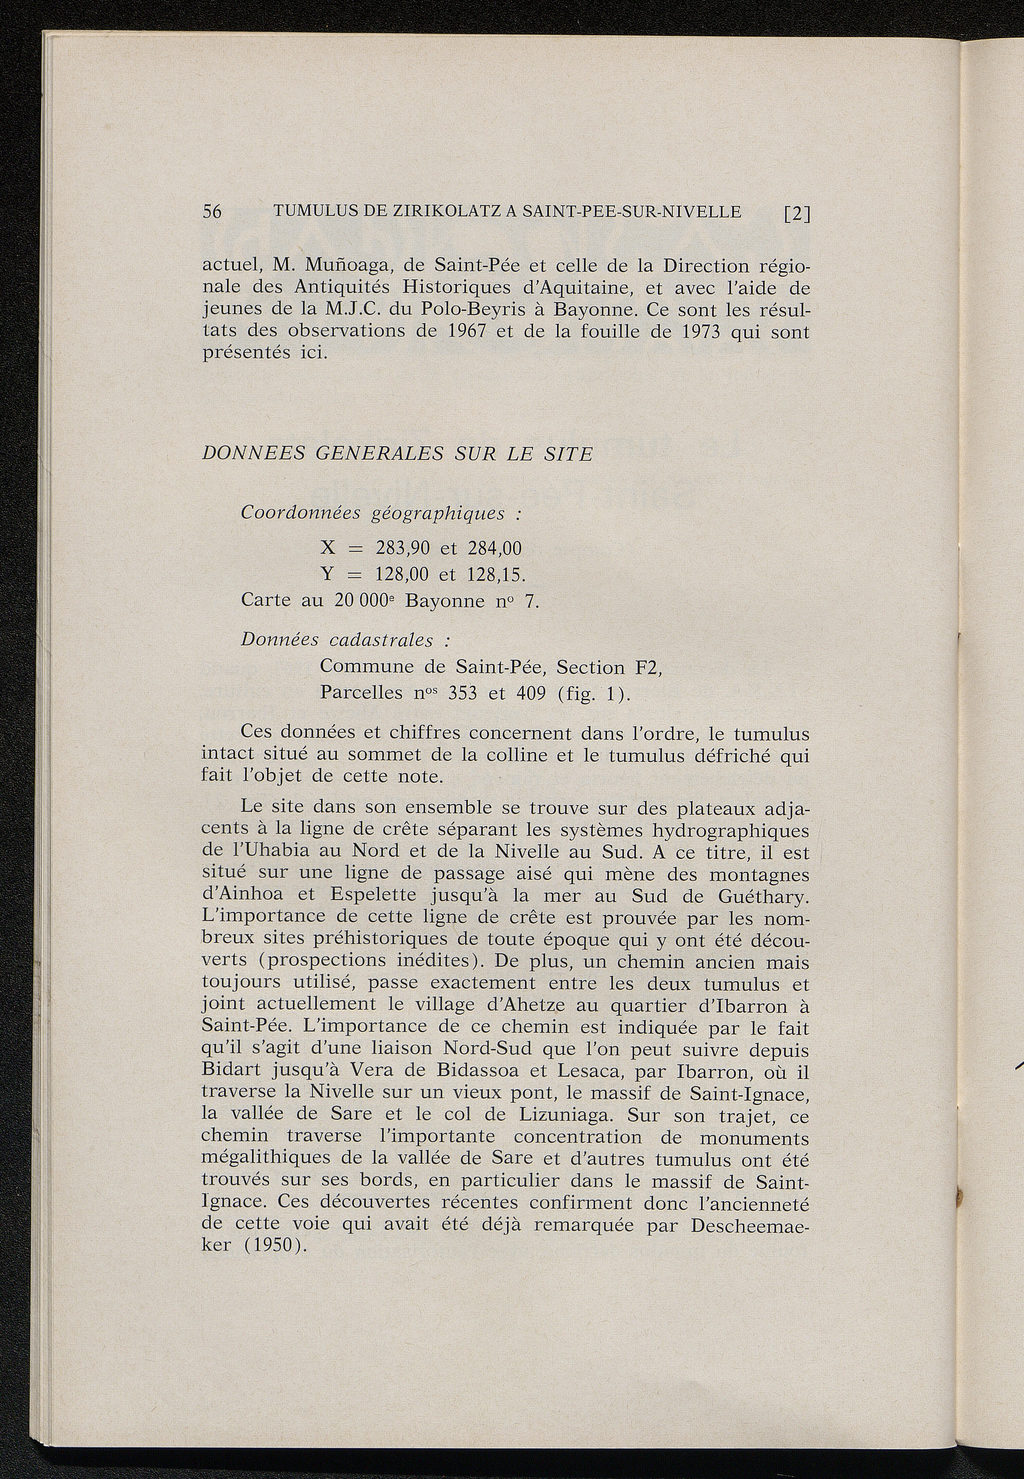 56 TUMULUS DE ZIRIKOLATZ A SAINT-PEE-SUR-NIVELLE [2]
actuel, M. Muñoaga, de Saint-Pée et celle de la Direction régio-
nale des Antiquités Historiques d'Aquitaine, et avec l'aide de
jeunes de la M.J.C. du Polo-Beyris à Bayonne. Ce sont les résul-
tats des observations de 1967 et de la fouille de 1973 qui sont
présentés ici.
DONNEES GENERALES SUR LE SITE
Coordonnées géographiques :
X = 283,90 et 284,00
Y = 128,00 et 128,15.
Carte au 20 000e Bayonne no 7.
Données cadastrales :
Commune de Saint-Pée, Section F2,
Parcelles nos 353 et 409 (fig. 1).
Ces données et chiffres concernent dans l'ordre, le tumulus
intact situé au sommet de la colline et le tumulus défriché qui
fait l'objet de cette note.
Le site dans son ensemble se trouve sur des plateaux adja-
cents à la ligne de crête séparant les systèmes hydrographiques
de l'Uhabia au Nord et de la Nivelle au Sud. A ce titre, il est
situé sur une ligne de passage aisé qui mène des montagnes
d'Ainhoa et Espelette jusqu'à la mer au Sud de Guéthary.
L'importance de cette ligne de crête est prouvée par les nom-
breux sites préhistoriques de toute époque qui y ont été décou-
verts (prospections inédites). De plus, un chemin ancien mais
toujours utilisé, passe exactement entre les deux tumulus et
joint actuellement le village d'Ahetze au quartier d'Ibarron à
Saint-Pée. L'importance de ce chemin est indiquée par le fait
qu'il s'agit d'une liaison Nord-Sud que l'on peut suivre depuis
Bidart jusqu'à Vera de Bidassoa et Lesaca, par Ibarron, où il
traverse la Nivelle sur un vieux pont, le massif de Saint-Ignace,
la vallée de Sare et le col de Lizuniaga. Sur son trajet, ce
chemin traverse l'importante concentration de monuments
mégalithiques de la vallée de Sare et d'autres tumulus ont été
trouvés sur ses bords, en particulier dans le massif de Saint-
Ignace. Ces découvertes récentes confirment donc l'ancienneté
de cette voie qui avait été déjà remarquée par Descheemae-
ker (1950).